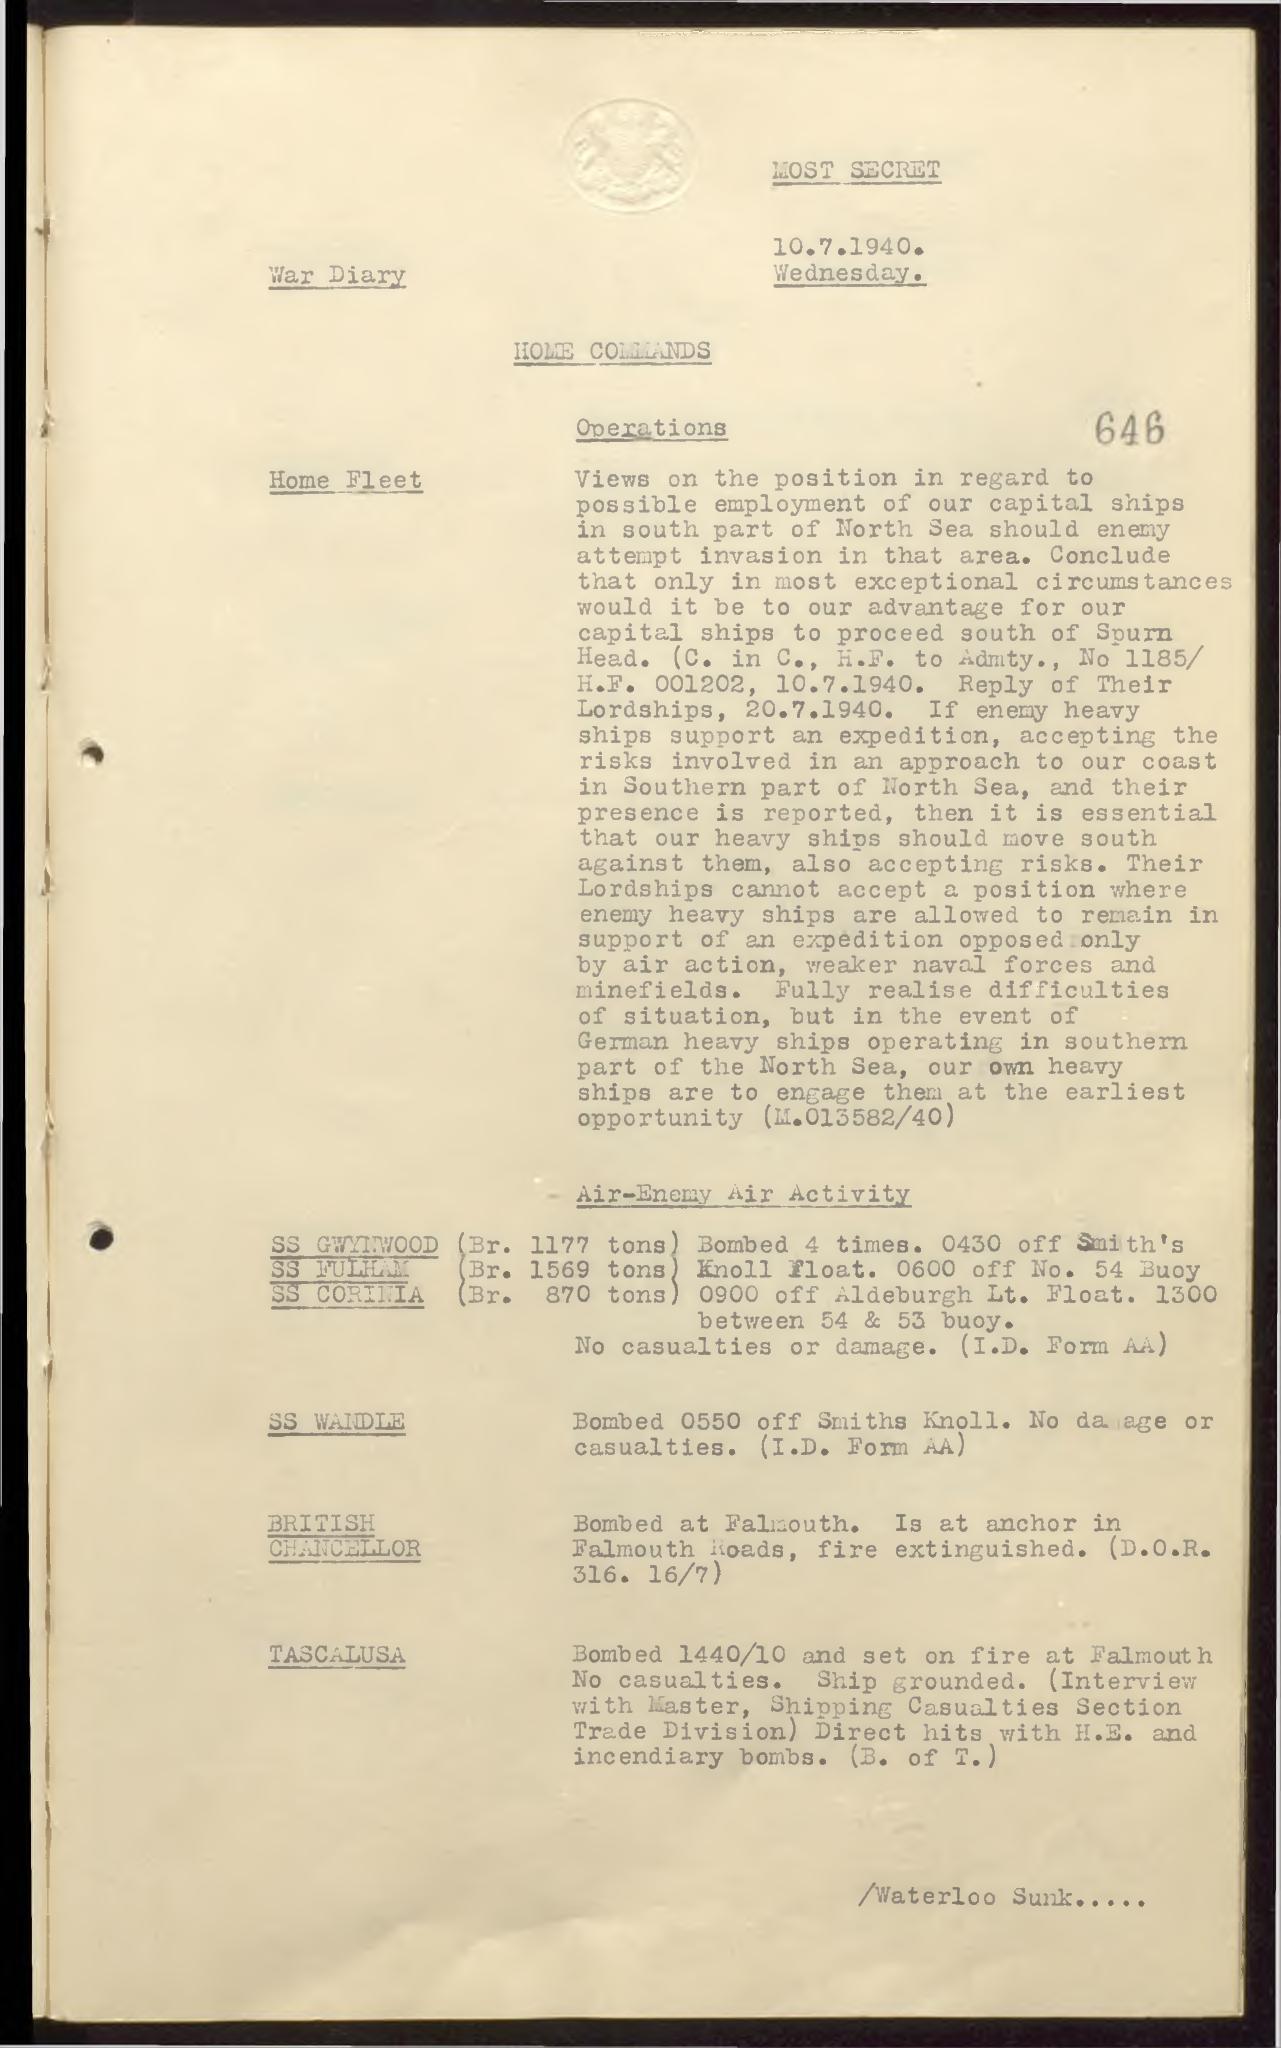 MOST SECRET
10.7.1940.
War Diary
Wednesday.
HOME COMMANDS
Operations
646
Home Fleet
Views on the position in regard to
possible employment of our capital ships
in south part of North Sea should enemy
attempt invasion in that area. Conclude
that only in most exceptional circumstances
would it be to our advantage for our
capital ships to proceed south of Spurn
Head. (C. in C., H.F. to Admty., No 1185/
H.F. 001202, 10.7.1940. Reply of Their
Lordships, 20.7.1940. If enemy heavy
ships support an expedition, accepting the
risks involved in an approach to our coast
in Southern part of North Sea, and their
presence is reported, then it is essential
that our heavy ships should move south
against them, also accepting risks. Their
Lordships cannot accept a position where
enemy heavy ships are allowed to remain in
support of an expedition opposed only
by air action, weaker naval forces and
minefields. Fully realise difficulties
of situation, but in the event of
German heavy ships operating in southern
part of the North Sea, our own heavy
ships are to engage them at the earliest
opportunity (M.013582/40)
Air-Enemy Air Activity
SS GWYNWOOD (Br. 1177 tons) Bombed 4 times. 0430 off Smith's
SS FULHAM (Br. 1569 tons) Knoll float. 0600 off No. 54 Buoy
SS CORINIA (Br. 870 tons) 0900 off Aldeburgh Lt. Float. 1300
between 54 & 53 buoy.
No casualties or damage. (I.D. Form AA)
SS WANDLE Bombed 0550 off Smiths Knoll. No da age or
casualties. (I.D. Form AA)
BRITISH Bombed at Falmouth. Is at anchor in
CHANCELLOR Falmouth Roads, fire extinguished. (D.O.R.
316. 16/7)
TASCALUSA Bombed 1440/10 and set on fire at Falmouth
No casualties. Ship grounded. (Interview
with Master, Shipping Casualties Section
Trade Division) Direct hits with H.E. and
incendiary bombs. (B. of T.)
/Waterloo Sunk.....